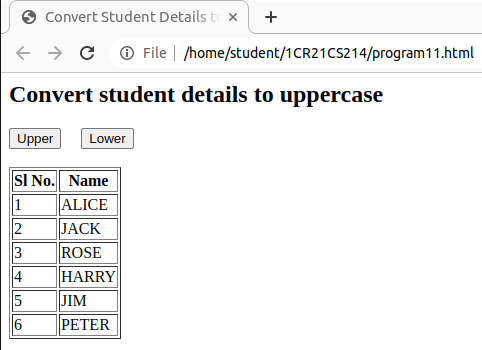 Convert Student Details to
File /home/student/1CR21CS214/program11.html
Convert student details to uppercase
Upper Lower
Sl No. Name
1 ALICE
2 JACK
3 ROSE
4 HARRY
5 JIM
6 PETER